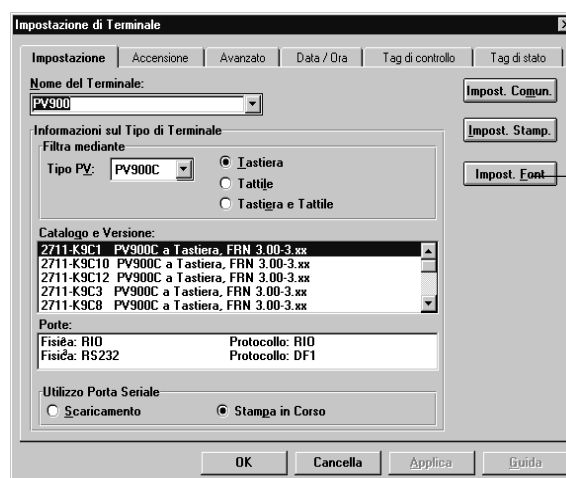 Impostazione di Terminale
Impostazione Accensione Avanzato Data / Ora Tag di controllo Tag di stato
Nome del Terminale:
PV900
Impost. Comun.
Impost. Stamp.
Impost. Font
Informazioni sul Tipo di Terminale
Filtra mediante
Tipo PV: PV900C
Tastiera
Tattile
Tastiera e Tattile
Catalogo e Versione:
2711-K9C1 PV900C a Tastiera, FRN 3.00-3.xx
2711-K9C10 PV900C a Tastiera, FRN 3.00-3.xx
2711-K9C12 PV900C a Tastiera, FRN 3.00-3.xx
2711-K9C3 PV900C a Tastiera, FRN 3.00-3.xx
2711-K9C8 PV900C a Tastiera, FRN 3.00-3.xx
Porte:
Fisica: RIO Protocollo: RIO
Fisica: RS232 Protocollo: DF1
Utilizzo Porta Seriale
Scaricamento Stampa in Corso
OK Cancella Applica Guida